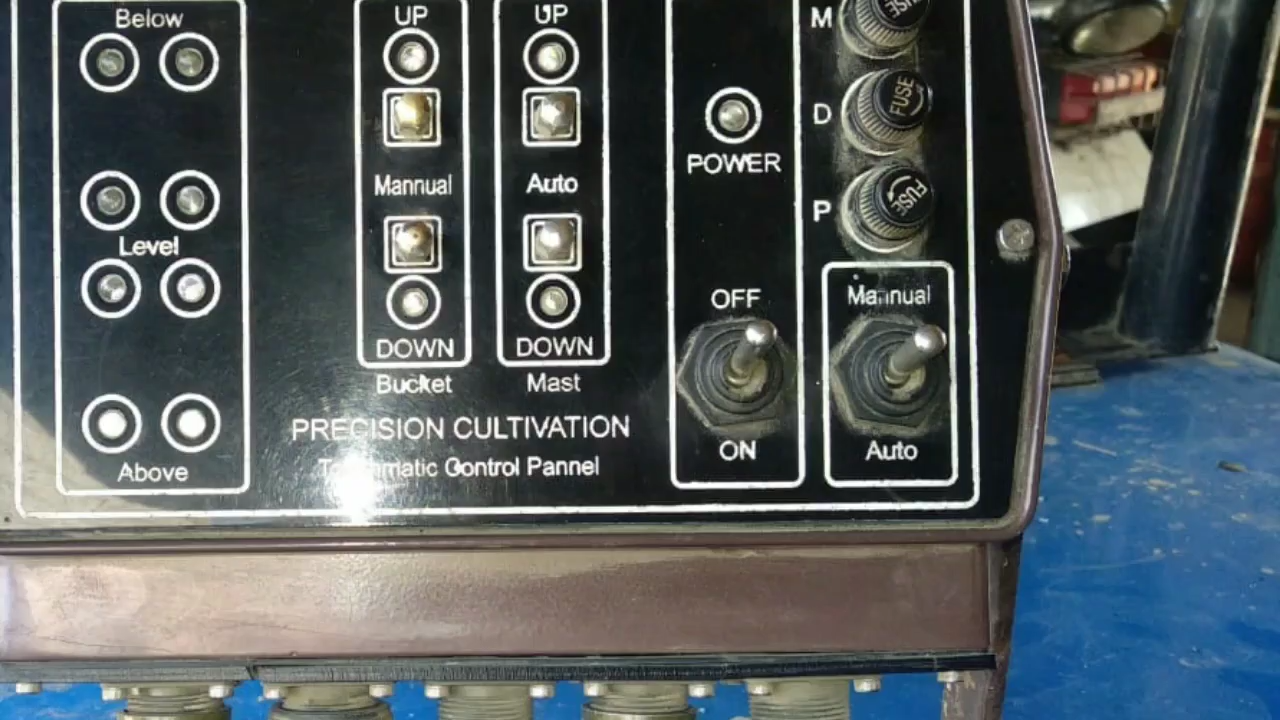 Below
Level
Above
UP
Mannual
DOWN
Bucket
UP
Auto
DOWN
Mast
PRECISION CULTIVATION
Control Pannel
POWER
OFF
ON
M
FUSE
D
FUSE
P
FUSE
Mannual
Auto